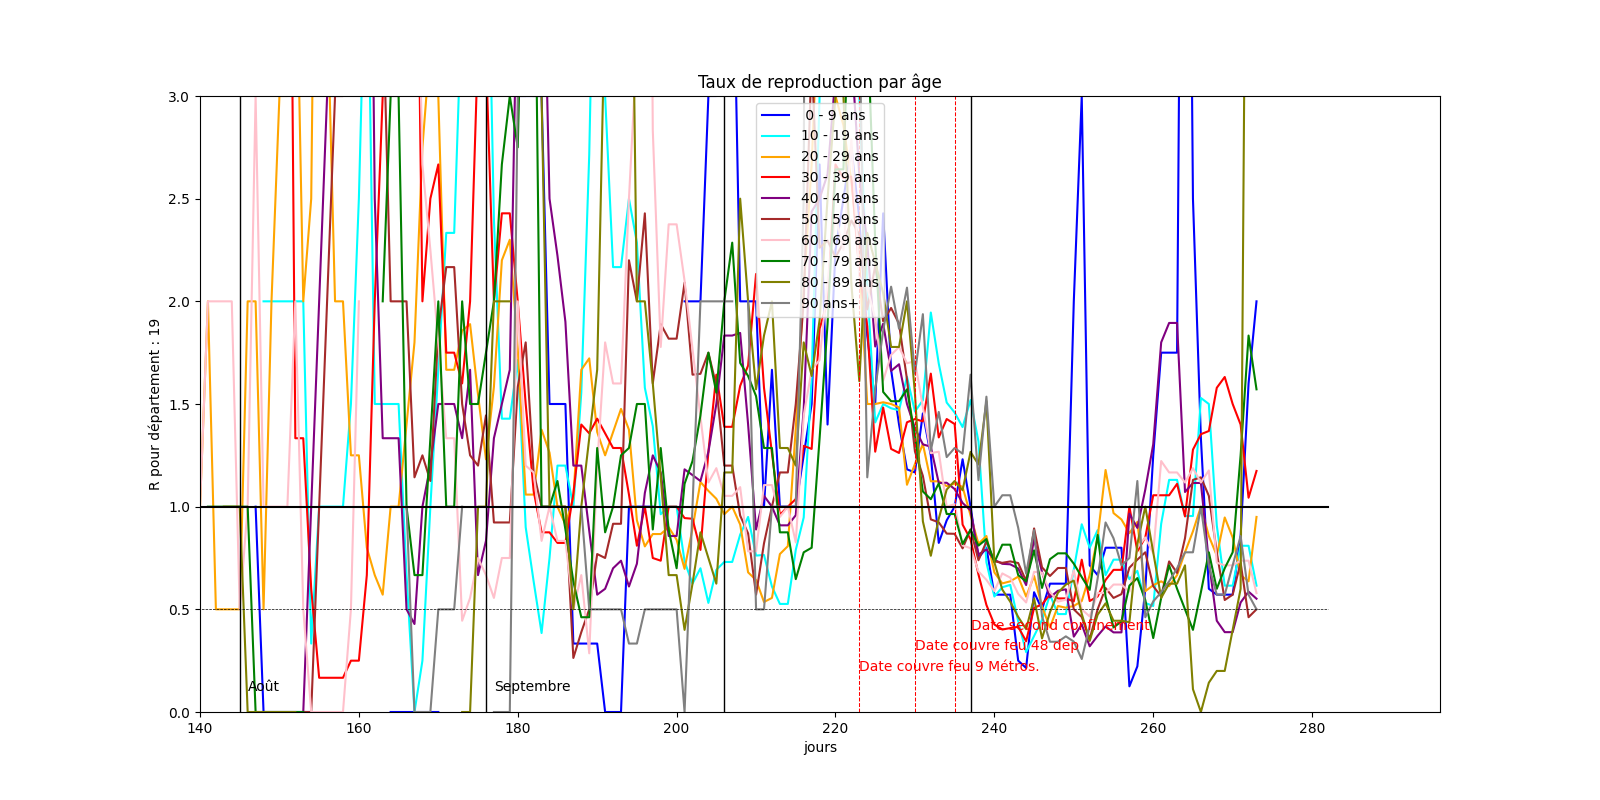 Taux de reproduction par âge
R pour département : 19
3.0
2.5
2.0
1.5
1.0
0.5
0.0
0 - 9 ans
10 - 19 ans
20 - 29 ans
30 - 39 ans
40 - 49 ans
50 - 59 ans
60 - 69 ans
70 - 79 ans
80 - 89 ans
90 ans+
Date second confinement
Date couvre feu 48 dep
Date couvre feu 9 Métros.
Août
Septembre
140 160 180 200 220 240 260 280
jours